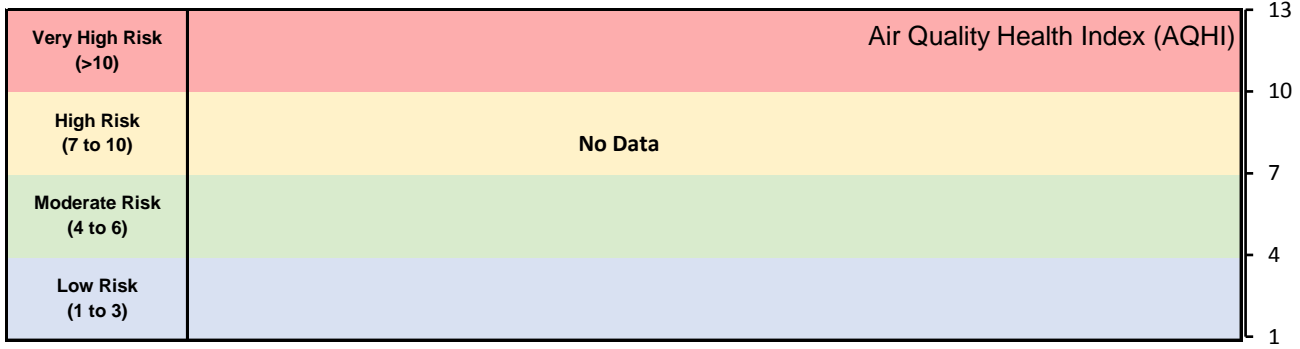 Air Quality Health Index (AQHI)
Very High Risk
(>10)
High Risk
(7 to 10)
No Data
Moderate Risk
(4 to 6)
Low Risk
(1 to 3)
13
10
7
4
1